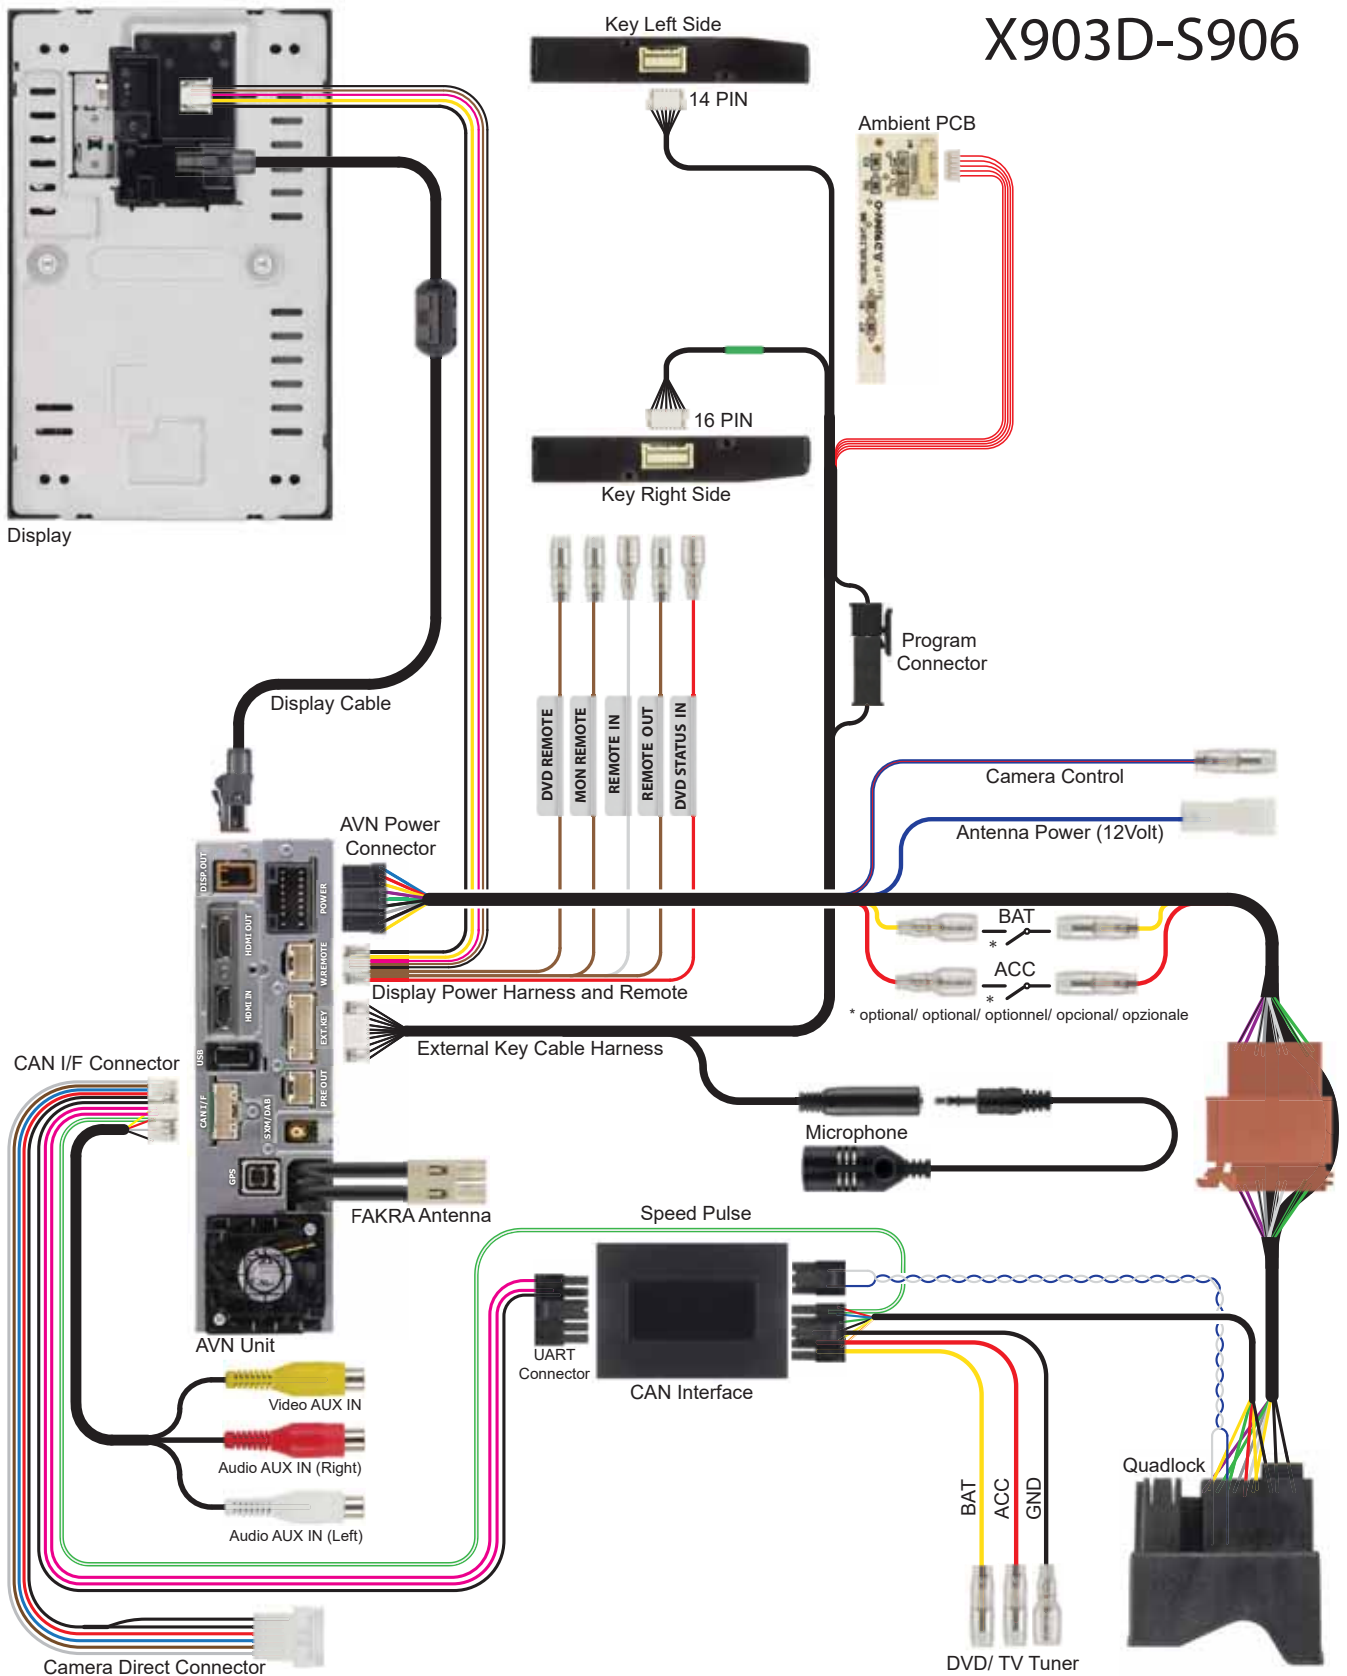 X903D-S906
Key Left Side
14 PIN
Ambient PCB
16 PIN
Key Right Side
Display
Program
Connector
Display Cable
DVD REMOTE
MON REMOTE
REMOTE IN
REMOTE OUT
DVD STATUS IN
Camera Control
Antenna Power (12Volt)
AVN Power
Connector
DISP.OUT
POWER
HDMI OUT
W.REMOTE
HDMI IN
EXT.KEY
USB
PRE OUT
CAN I/F
SXM/DAB
GPS
BAT
*
ACC
*
* optional/ optional/ optionnel/ opcional/ opzionale
Display Power Harness and Remote
External Key Cable Harness
CAN I/F Connector
Microphone
FAKRA Antenna
Speed Pulse
AVN Unit
UART
Connector
CAN Interface
Video AUX IN
Audio AUX IN (Right)
Audio AUX IN (Left)
BAT
ACC
GND
Quadlock
DVD/ TV Tuner
Camera Direct Connector